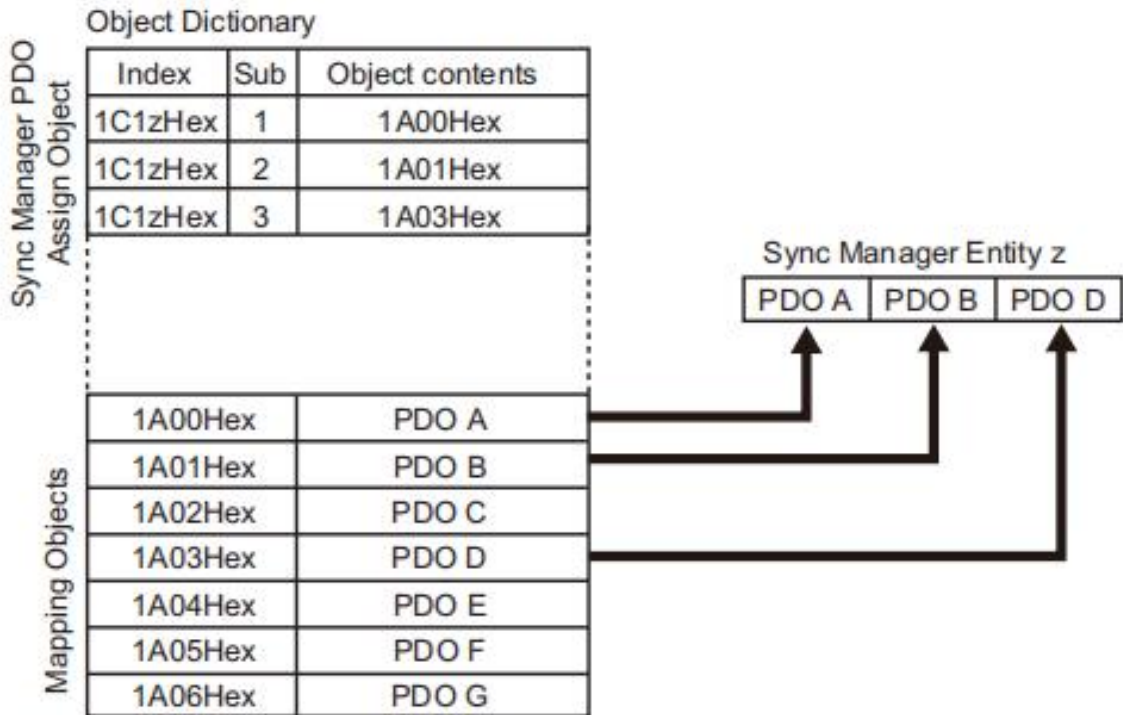 Object Dictionary
Sync Manager PDO
Assign Object
Index Sub Object contents
1C1zHex 1 1A00Hex
1C1zHex 2 1A01Hex
1C1zHex 3 1A03Hex
Sync Manager Entity z
PDO A PDO B PDO D
Mapping Objects
1A00Hex PDO A
1A01Hex PDO B
1A02Hex PDO C
1A03Hex PDO D
1A04Hex PDO E
1A05Hex PDO F
1A06Hex PDO G